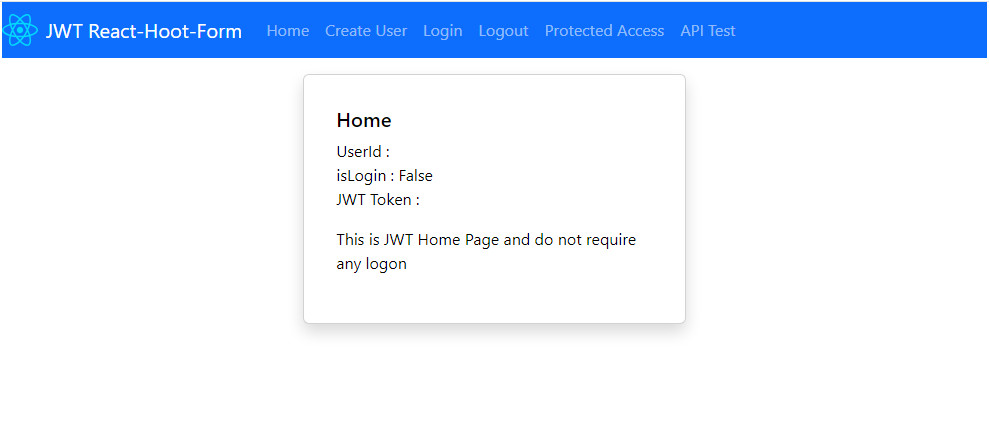 JWT React-Hoot-Form Home Create User Login Logout Protected Access API Test
Home
UserId :
isLogin : False
JWT Token :
This is JWT Home Page and do not require
any logon